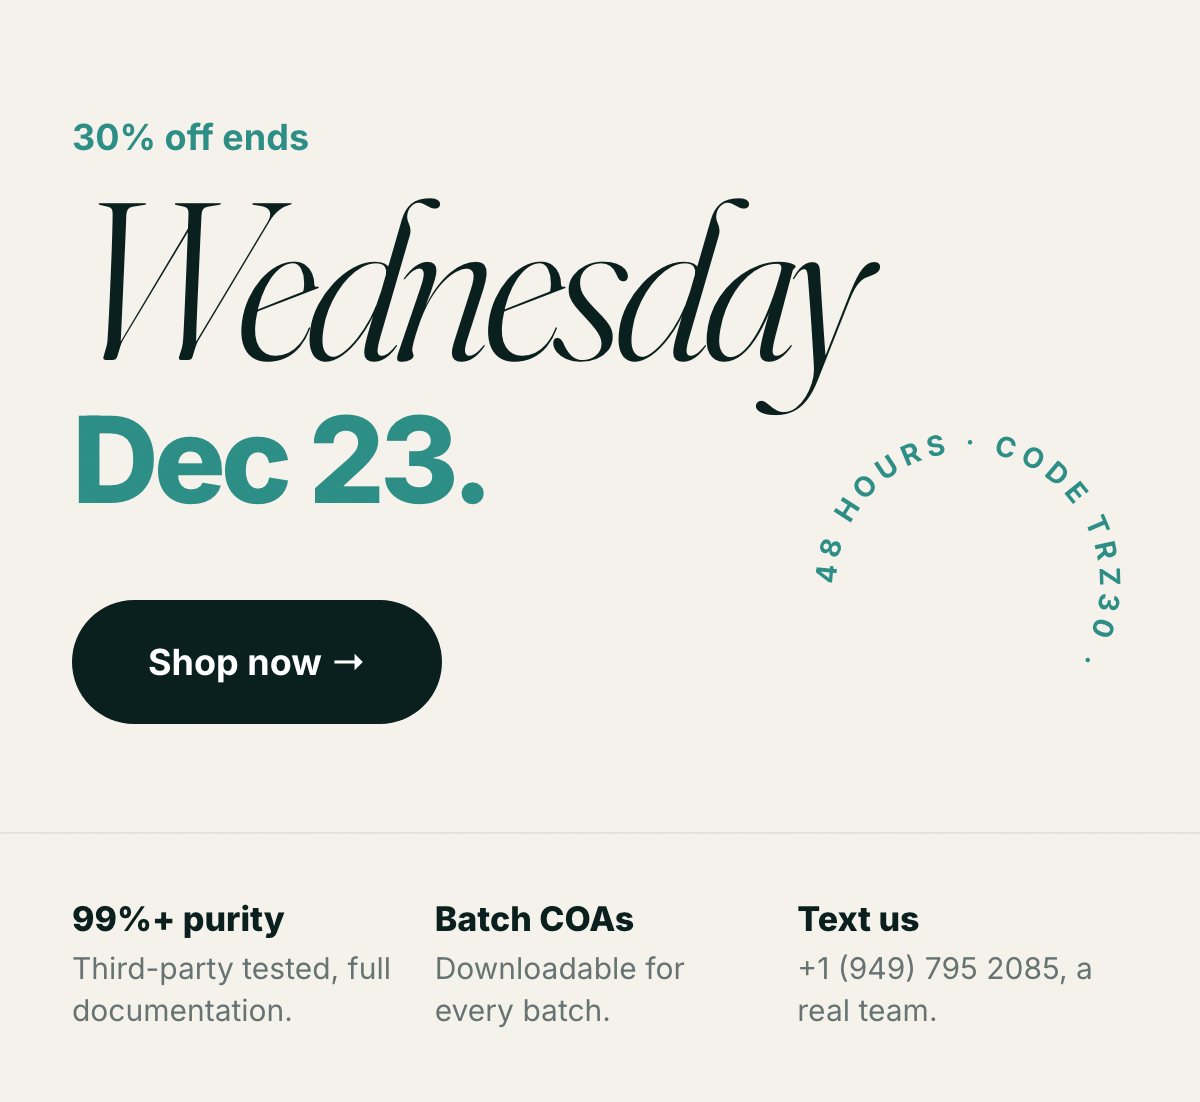 30% off ends
Wednesday
Dec 23.
48 HOURS · CODE TRZ30 ·
Shop now →
99%+ purity
Third-party tested, full
documentation.
Batch COAs
Downloadable for
every batch.
Text us
+1 (949) 795 2085, a
real team.